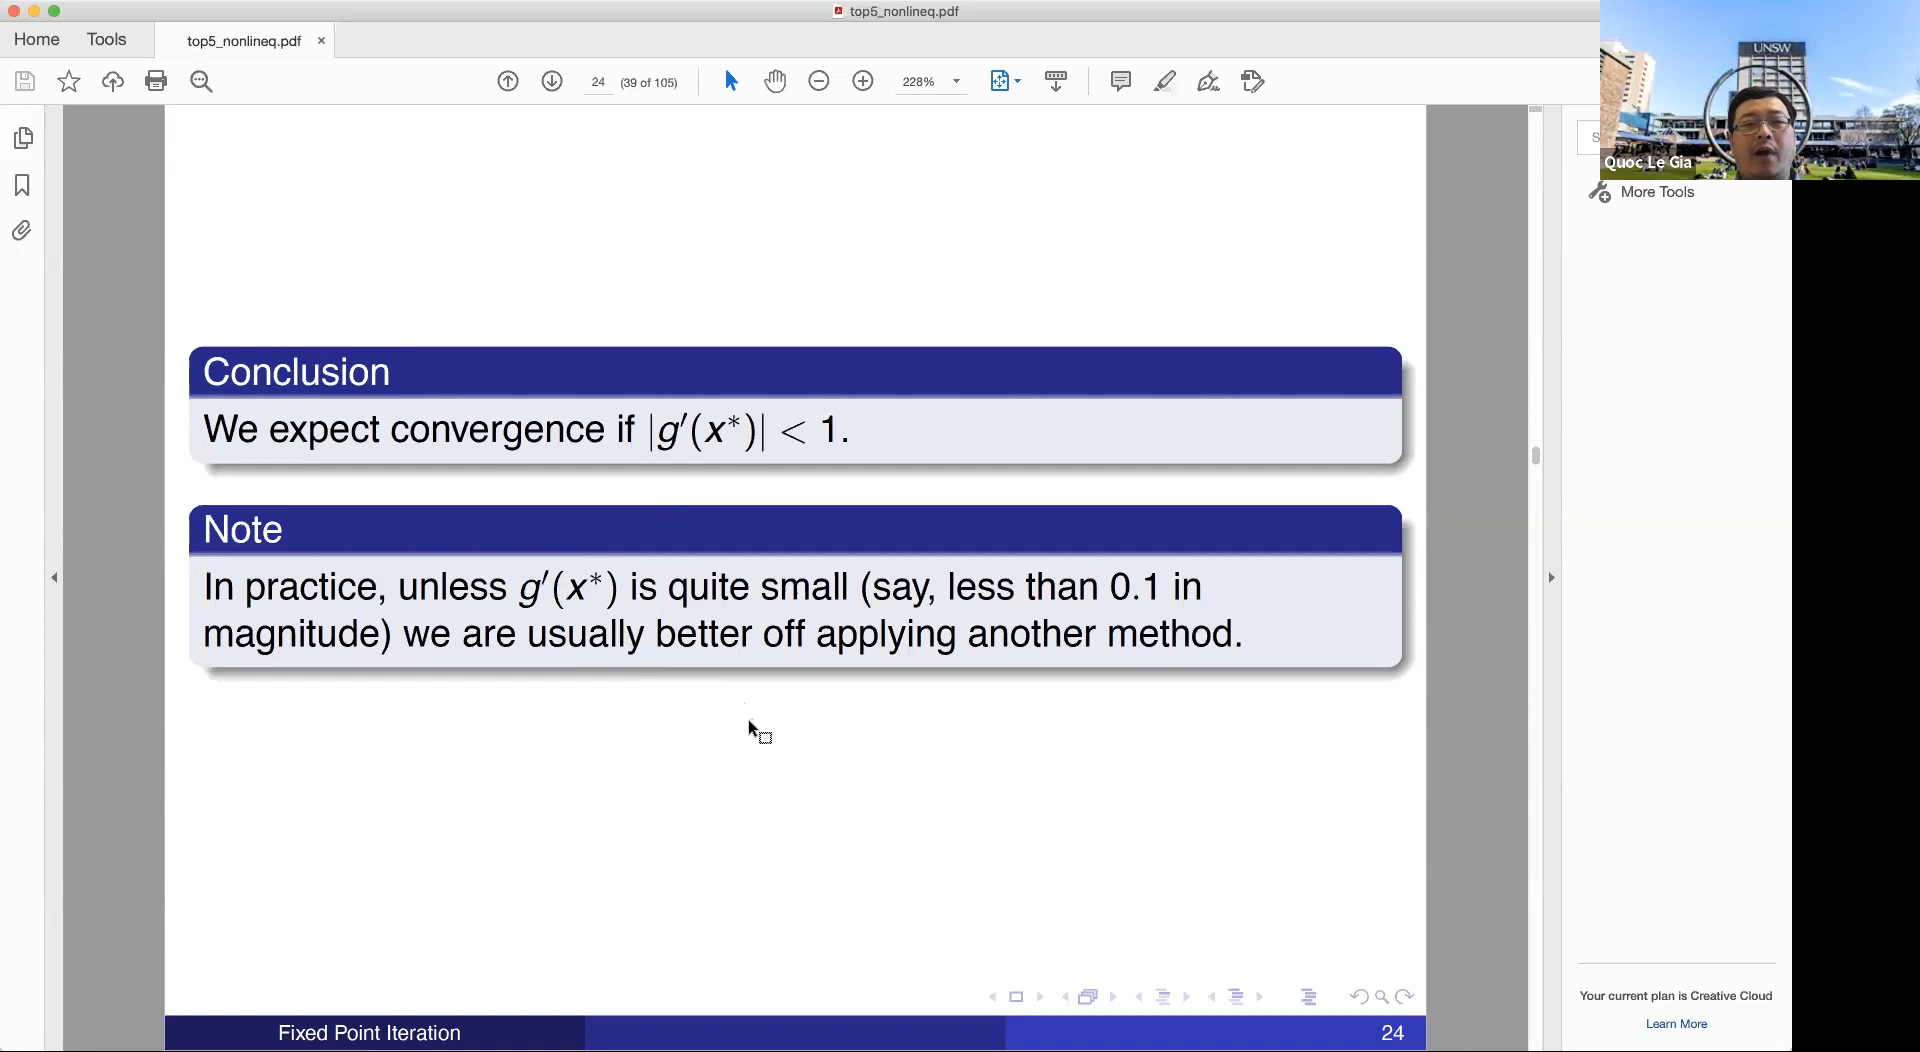 top5_nonlineq.pdf
Home Tools top5_nonlineq.pdf ×
24 (39 of 105) 228%
UNSW
Quoc Le Gia
S
More Tools
Conclusion
We expect convergence if |g′(x*)| < 1.
Note
In practice, unless g′(x*) is quite small (say, less than 0.1 in
magnitude) we are usually better off applying another method.
Your current plan is Creative Cloud
Learn More
Fixed Point Iteration 24